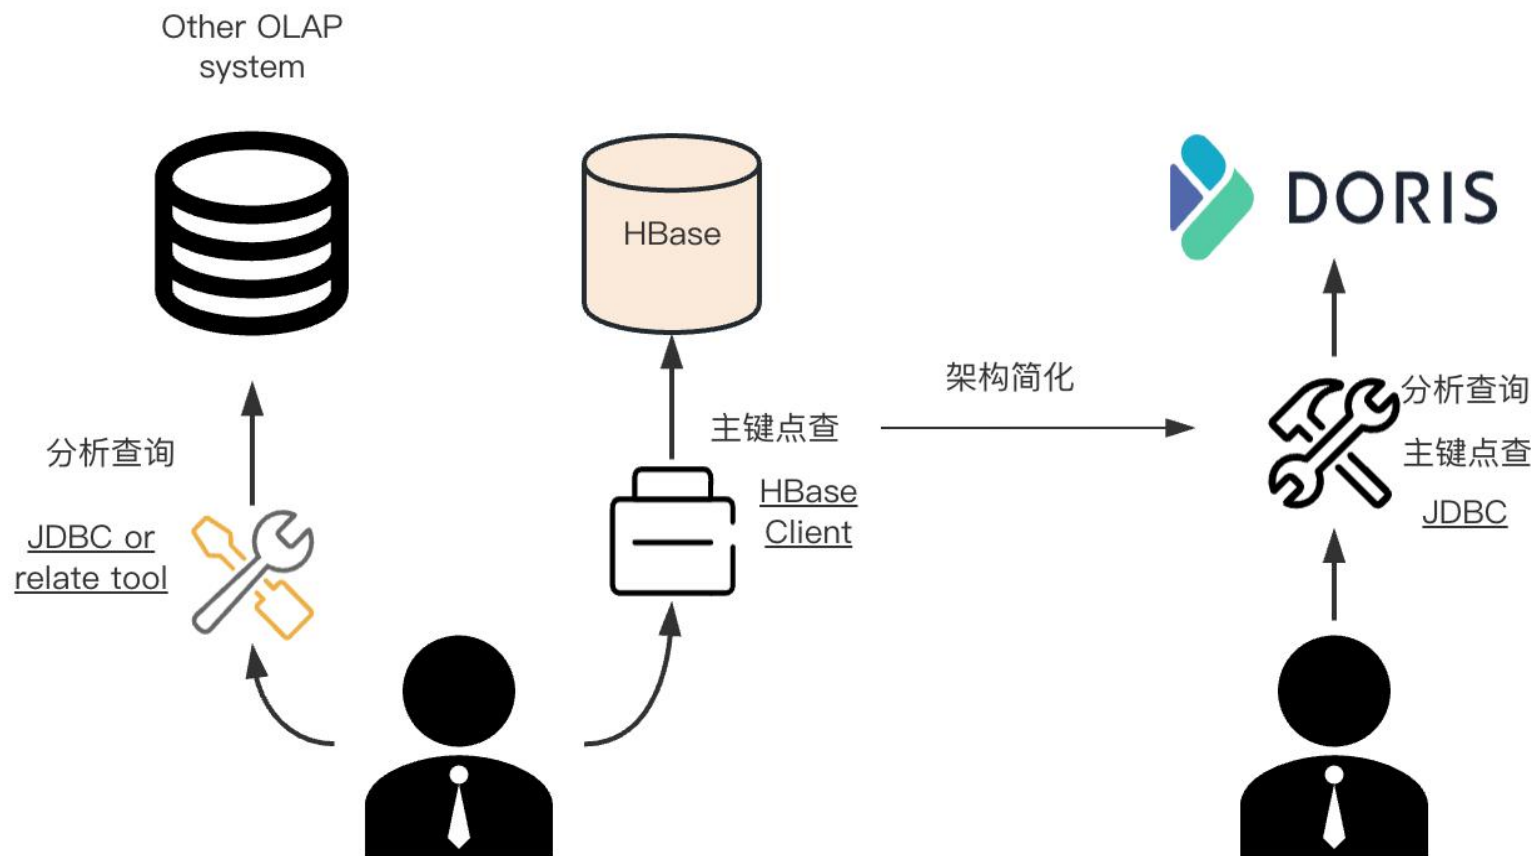 Other OLAP
system
HBase
DORIS
分析查询
JDBC or
relate tool
主键点查
HBase
Client
架构简化
分析查询
主键点查
JDBC